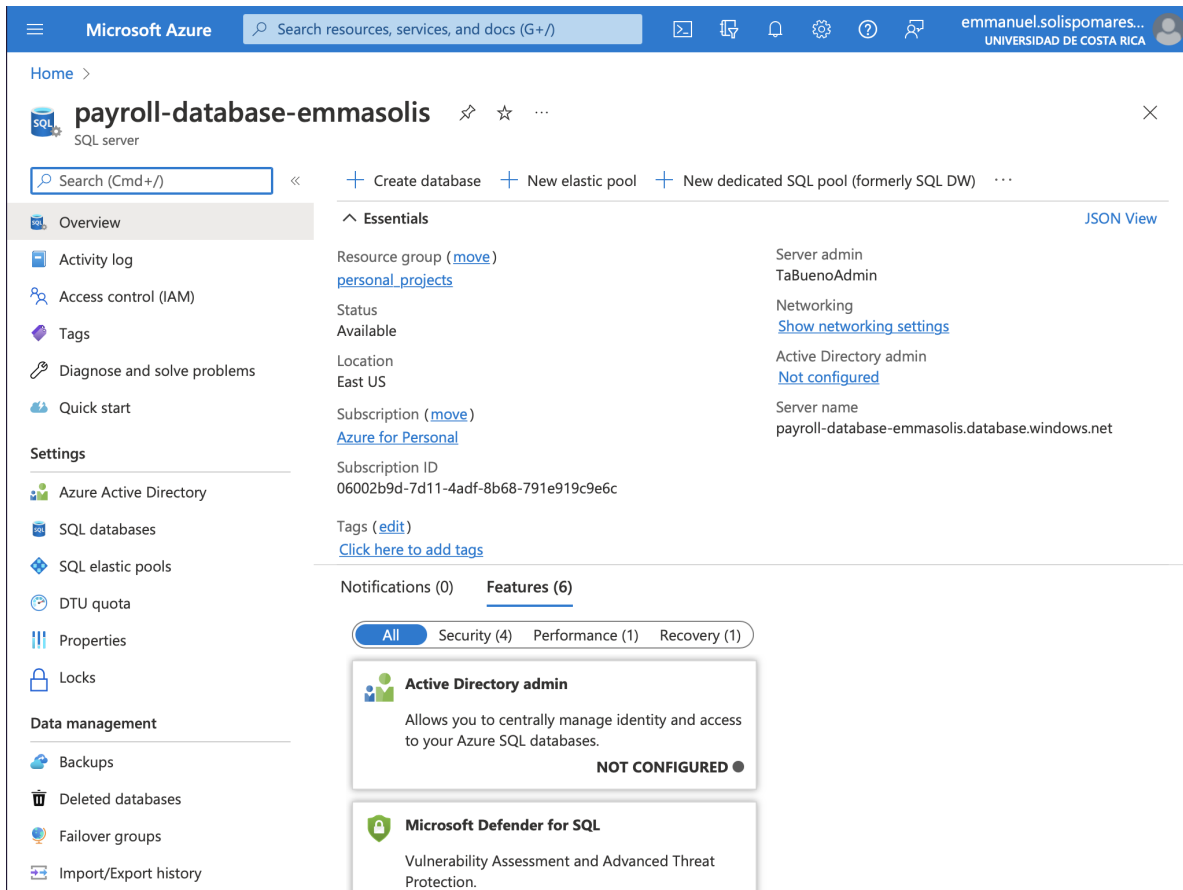 Microsoft Azure
Search resources, services, and docs (G+/)
emmanuel.solispomares...
UNIVERSIDAD DE COSTA RICA
Home >
SQL
payroll-database-emmasolis
...
SQL server
Search (Cmd+/)
«
Overview
Activity log
Access control (IAM)
Tags
Diagnose and solve problems
Quick start
Settings
Azure Active Directory
SQL databases
SQL elastic pools
DTU quota
Properties
Locks
Data management
Backups
Deleted databases
Failover groups
Import/Export history
+ Create database + New elastic pool + New dedicated SQL pool (formerly SQL DW) ...
Essentials
JSON View
Resource group (move)
personal_projects
Status
Available
Location
East US
Subscription (move)
Azure for Personal
Subscription ID
06002b9d-7d11-4adf-8b68-791e919c9e6c
Tags (edit)
Click here to add tags
Server admin
TaBuenoAdmin
Networking
Show networking settings
Active Directory admin
Not configured
Server name
payroll-database-emmasolis.database.windows.net
Notifications (0) Features (6)
All Security (4) Performance (1) Recovery (1)
Active Directory admin
Allows you to centrally manage identity and access
to your Azure SQL databases.
NOT CONFIGURED
Microsoft Defender for SQL
Vulnerability Assessment and Advanced Threat
Protection.